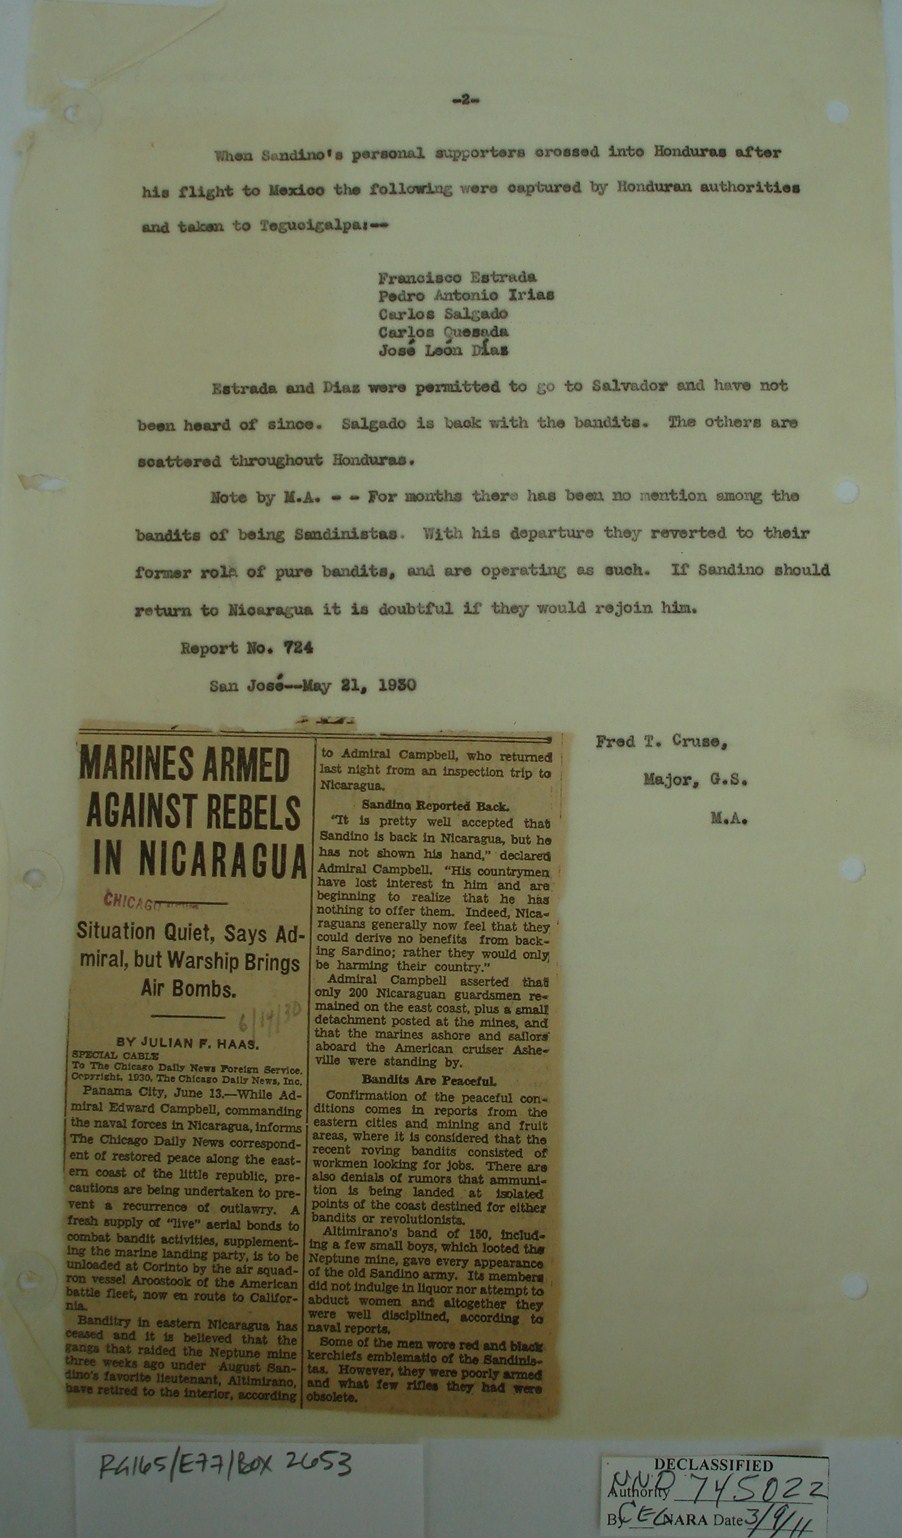 -2-
When Sandino's personal supporters crossed into Honduras after
his flight to Mexico the following were captured by Honduran authorities
and taken to Tegucigalpa:--
Francisco Estrada
Pedro Antonio Irias
Carlos Salgado
Carlos Quesada
José León Días
Estrada and Diaz were permitted to go to Salvador and have not
been heard of since. Salgado is back with the bandits. The others are
scattered throughout Honduras.
Note by M.A. - - For months there has been no mention among the
bandits of being Sandinistas. With his departure they reverted to their
former role of pure bandits, and are operating as such. If Sandino should
return to Nicaragua it is doubtful if they would rejoin him.
Report No. 724
San José--May 21, 1930
Fred T. Cruse,
Major, G.S.
M.A.
MARINES ARMED
AGAINST REBELS
IN NICARAGUA
CHICAGO
Situation Quiet, Says Ad-
miral, but Warship Brings
Air Bombs.
6/14/30
BY JULIAN F. HAAS.
SPECIAL CABLE
To The Chicago Daily News Foreign Service.
Copyright, 1930, The Chicago Daily News, Inc.
Panama City, June 13.—While Ad-
miral Edward Campbell, commanding
the naval forces in Nicaragua, informs
The Chicago Daily News correspond-
ent of restored peace along the east-
ern coast of the little republic, pre-
cautions are being undertaken to pre-
vent a recurrence of outlawry. A
fresh supply of "live" aerial bonds to
combat bandit activities, supplement-
ing the marine landing party, is to be
unloaded at Corinto by the air squad-
ron vessel Aroostook of the American
battle fleet, now en route to Califor-
nia.
Banditry in eastern Nicaragua has
ceased and it is believed that the
gangs that raided the Neptune mine
three weeks ago under August San-
dino's favorite lieutenant, Altimirano,
have retired to the interior, according
to Admiral Campbell, who returned
last night from an inspection trip to
Nicaragua.
Sandino Reported Back.
"It is pretty well accepted that
Sandino is back in Nicaragua, but he
has not shown his hand," declared
Admiral Campbell. "His countrymen
have lost interest in him and are
beginning to realize that he has
nothing to offer them. Indeed, Nica-
raguans generally now feel that they
could derive no benefits from back-
ing Sardino; rather they would only
be harming their country."
Admiral Campbell asserted that
only 200 Nicaraguan guardsmen re-
mained on the east coast, plus a small
detachment posted at the mines, and
that the marines ashore and sailors
aboard the American cruiser Ashe-
ville were standing by.
Bandits Are Peaceful.
Confirmation of the peaceful con-
ditions comes in reports from the
eastern cities and mining and fruit
areas, where it is considered that the
recent roving bandits consisted of
workmen looking for jobs. There are
also denials of rumors that ammuni-
tion is being landed at isolated
points of the coast destined for either
bandits or revolutionists.
Altimirano's band of 150, includ-
ing a few small boys, which looted the
Neptune mine, gave every appearance
of the old Sandino army. Its members
did not indulge in liquor nor attempt to
abduct women and altogether they
were well disciplined, according to
naval reports.
Some of the men wore red and black
kerchiefs emblematic of the Sandinis-
tas. However, they were poorly armed
and what few rifles they had were
obsolete.
RG165/E77/Box 2653
DECLASSIFIED
Authority NND 745022
By CEC NARA Date 3/9/11